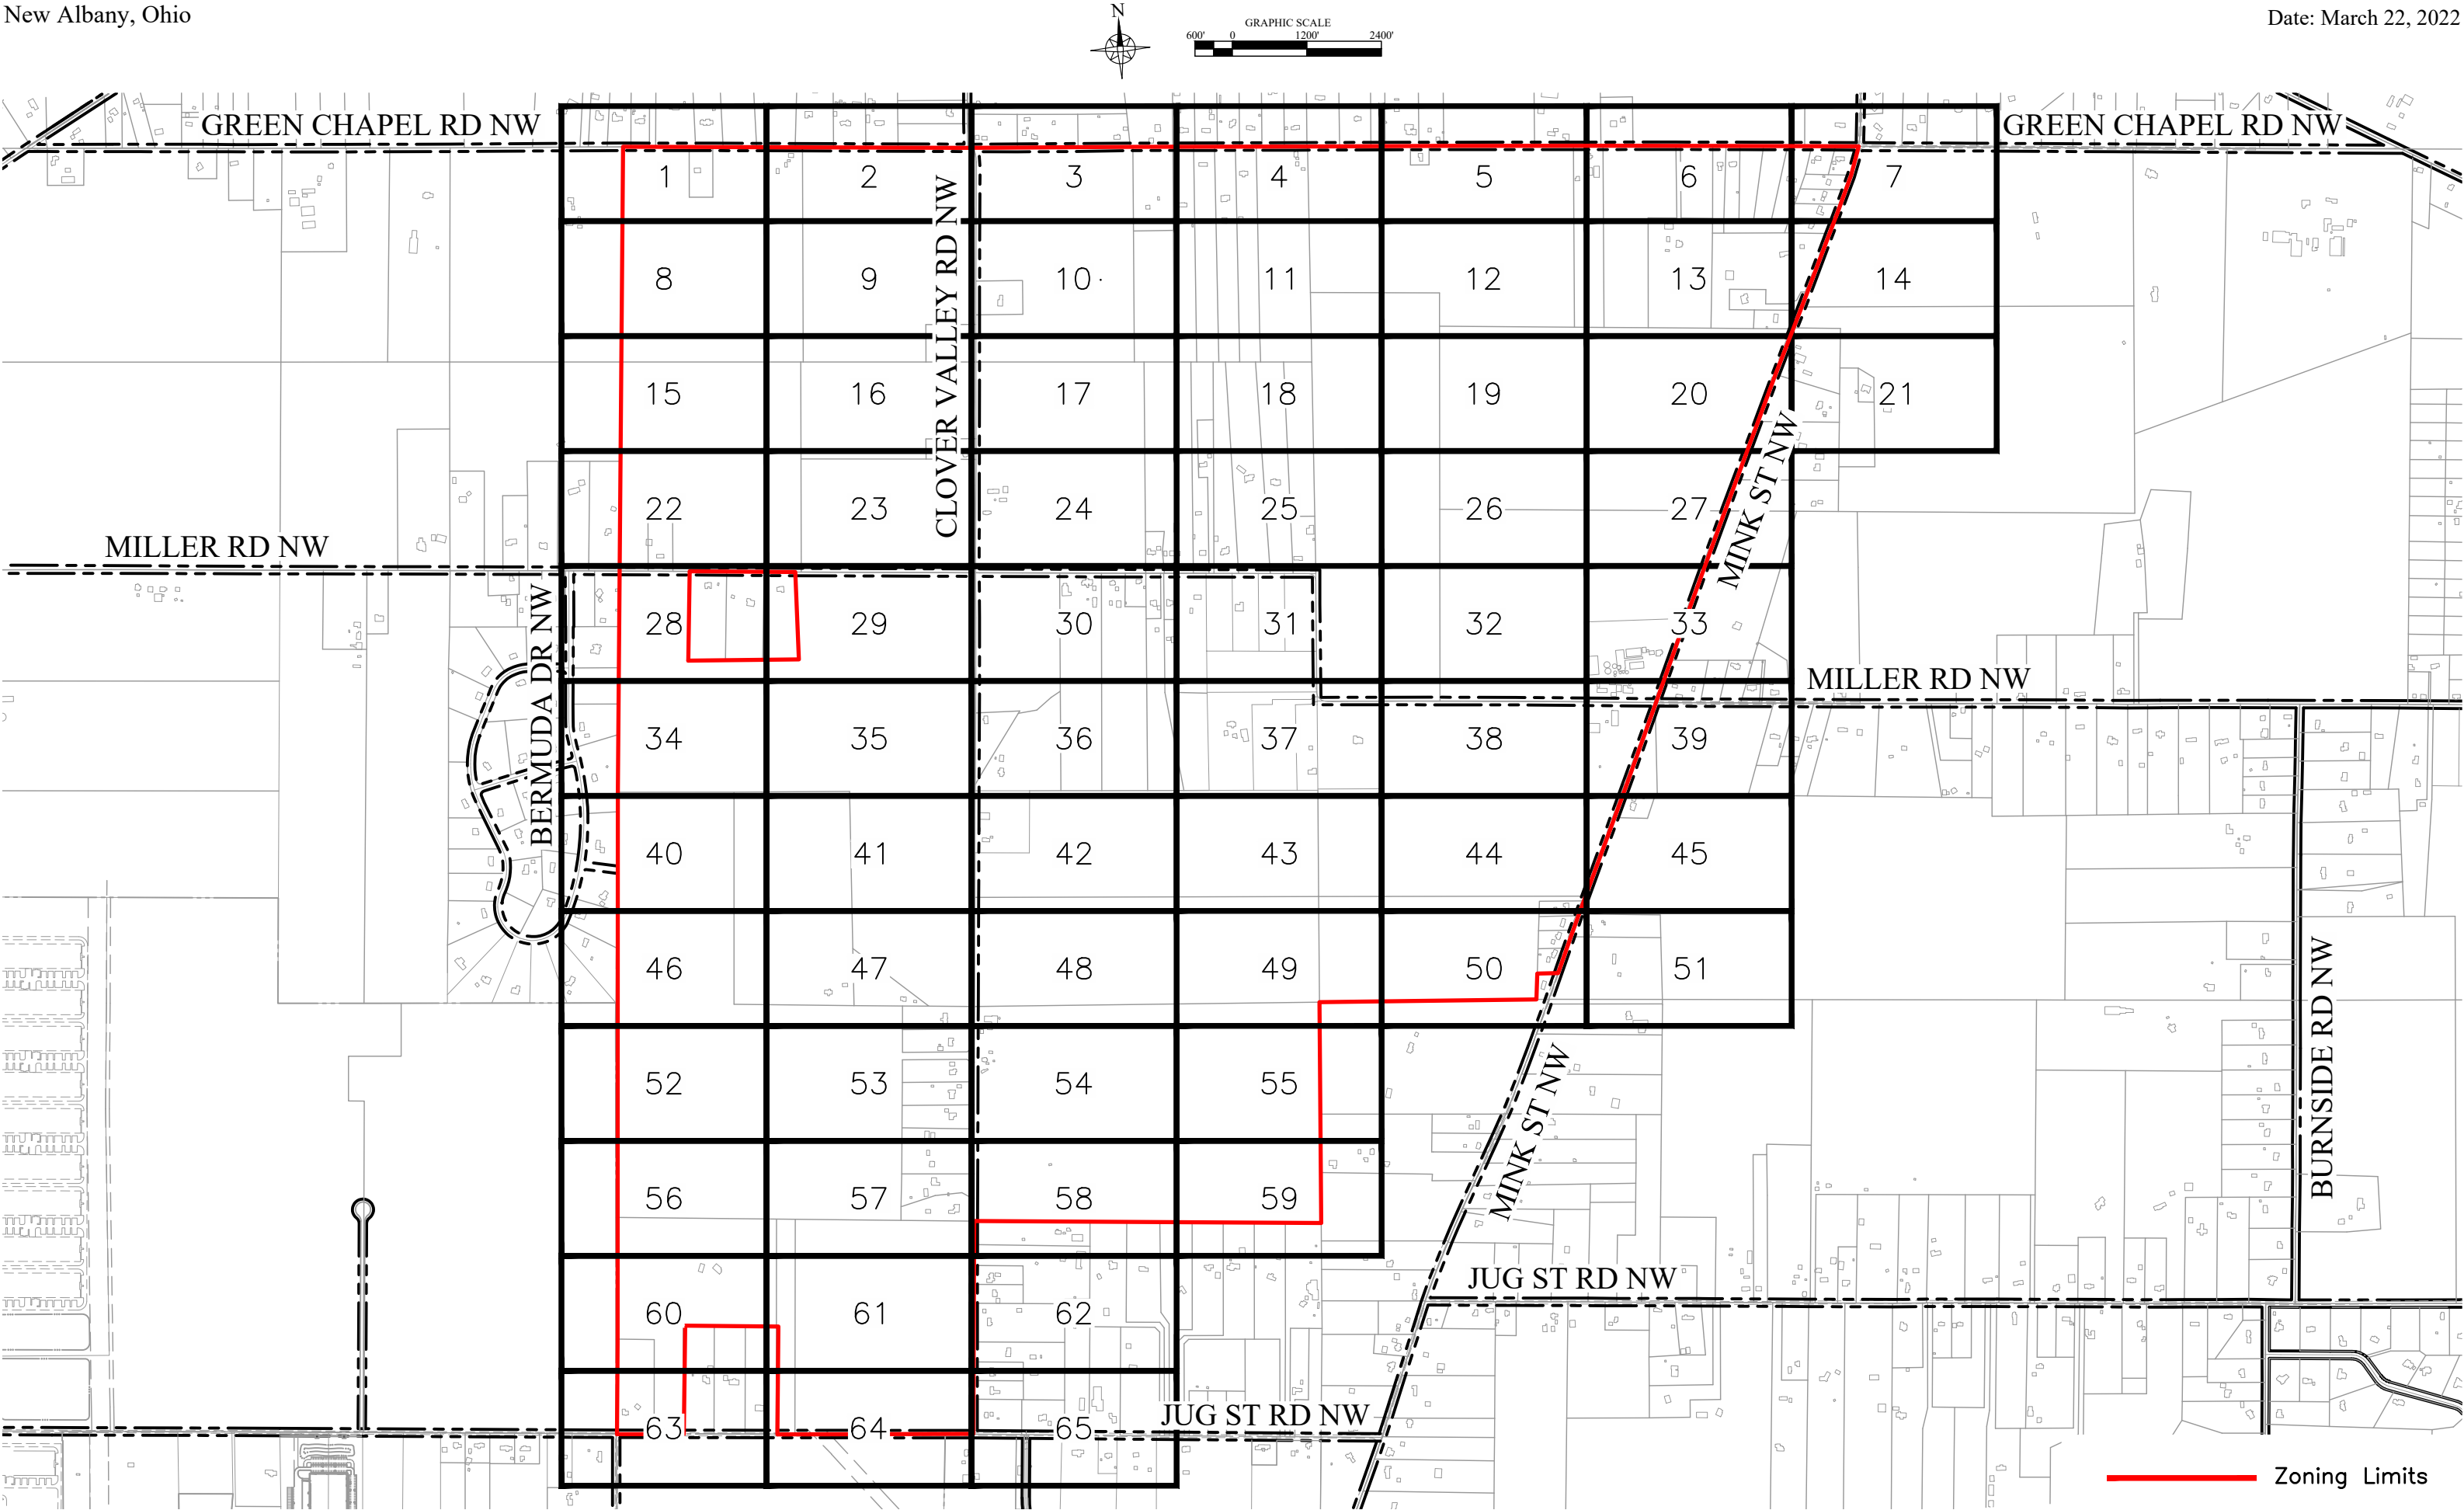 New Albany, Ohio
Date: March 22, 2022
N
GRAPHIC SCALE
600' 0 1200' 2400'
GREEN CHAPEL RD NW
GREEN CHAPEL RD NW
1 2 3 4 5 6 7
CLOVER VALLEY RD NW
8 9 10 11 12 13 14
15 16 17 18 19 20 21
MINK ST NW
22 23 24 25 26 27
MILLER RD NW
BERMUDA DR NW
28 29 30 31 32 33
MILLER RD NW
34 35 36 37 38 39
40 41 42 43 44 45
46 47 48 49 50 51
BURNSIDE RD NW
52 53 54 55
MINK ST NW
56 57 58 59
JUG ST RD NW
60 61 62
JUG ST RD NW
63 64 65
Zoning Limits